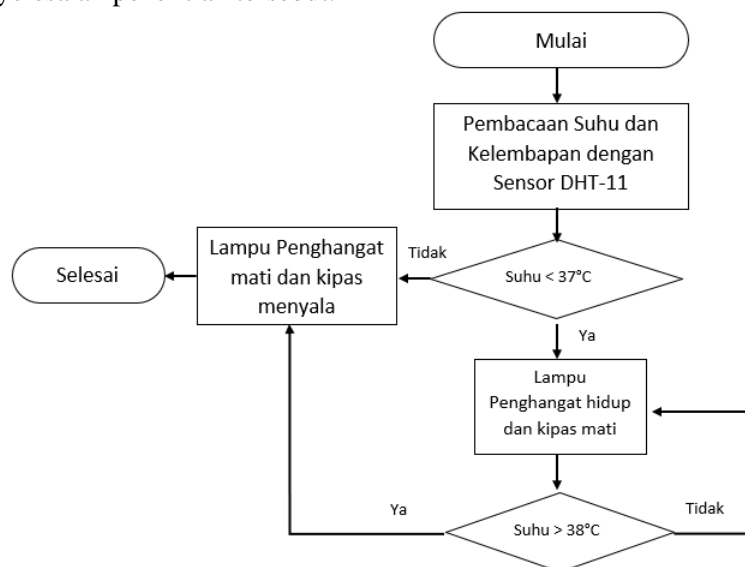 Mulai
Pembacaan Suhu dan
Kelembapan dengan
Sensor DHT-11
Lampu Penghangat
mati dan kipas
menyala
Tidak
Selesai
Suhu < 37°C
Ya
Lampu
Penghangat hidup
dan kipas mati
Ya
Suhu > 38°C
Tidak